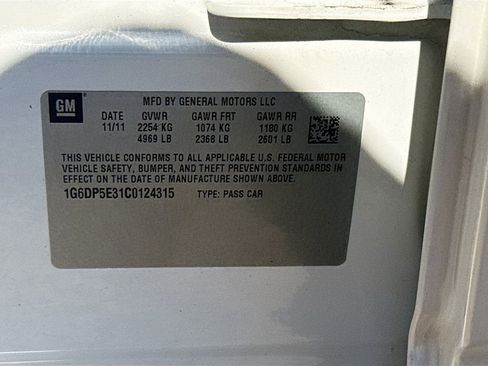 GM
MFD BY GENERAL MOTORS LLC
DATE GVWR GAWR FRT GAWR RR
11/11 2254 KG 1074 KG 1180 KG
4969 LB 2368 LB 2601 LB
THIS VEHICLE CONFORMS TO ALL APPLICABLE U.S. FEDERAL MOTOR
VEHICLE SAFETY, BUMPER, AND THEFT PREVENTION STANDARDS
IN EFFECT ON THE DATE OF MANUFACTURE SHOWN ABOVE.
1G6DP5E31C0124315 TYPE: PASS CAR